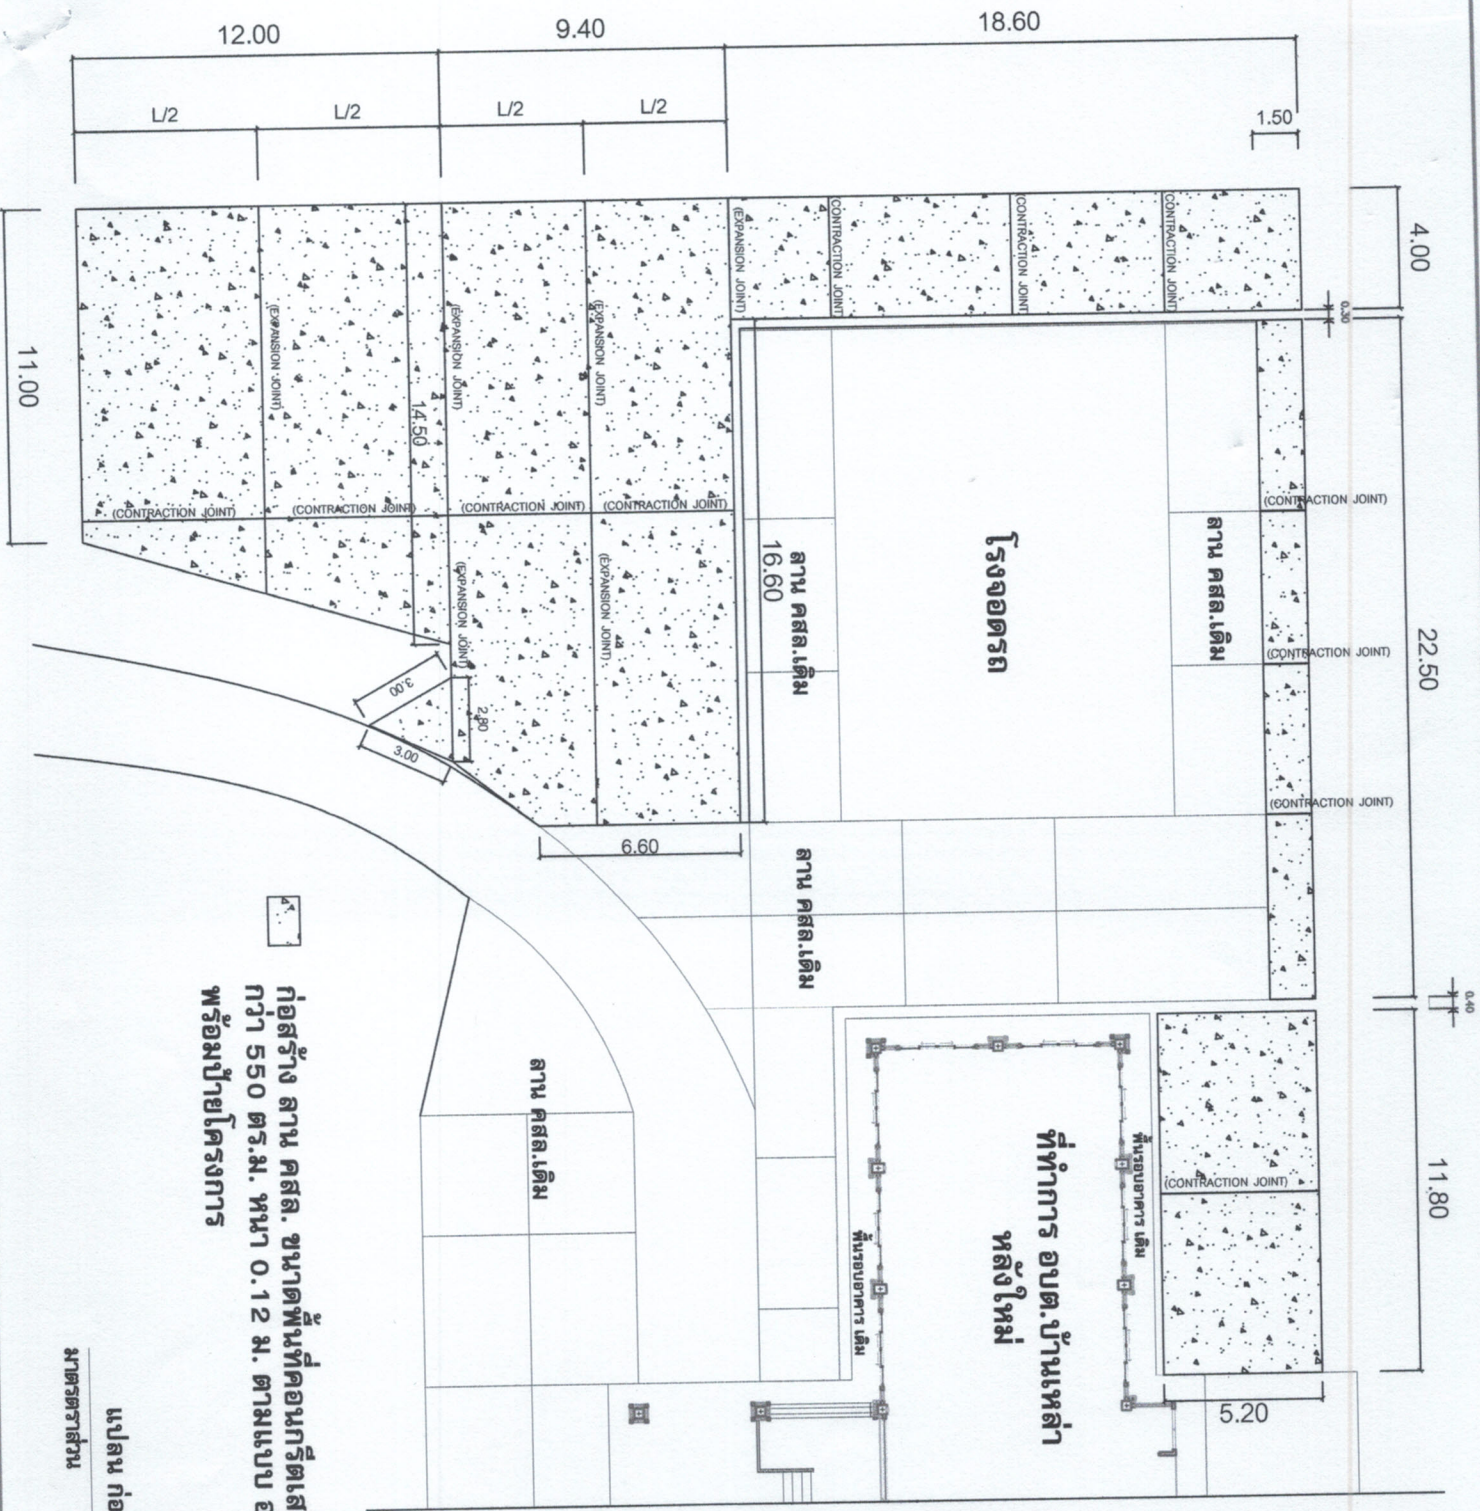 12.00
9.40
18.60
L/2
L/2
L/2
L/2
1.50
4.00
0.30
22.50
0.40
11.80
11.00
(EXPANSION JOINT)
(CONTRACTION JOINT)
(CONTRACTION JOINT)
(CONTRACTION JOINT)
(EXPANSION JOINT)
(EXPANSION JOINT)
(EXPANSION JOINT)
14.50
(CONTRACTION JOINT)
(CONTRACTION JOINT)
(CONTRACTION JOINT)
(CONTRACTION JOINT)
(EXPANSION JOINT)
(EXPANSION JOINT)
3.00
2.80
3.00
6.60
16.60
ลาน คสล.เดิม
โรงจอดรถ
ลาน คสล.เดิม
(CONTRACTION JOINT)
(CONTRACTION JOINT)
(CONTRACTION JOINT)
ลาน คสล.เดิม
ลาน คสล.เดิม
ที่ทำการ อบต.บ้านเหล่า
หลังใหม่
พื้นรอบอาคาร เดิม
พื้นรอบอาคาร เดิม
(CONTRACTION JOINT)
5.20
ก่อสร้าง ลาน คสล. ขนาดพื้นที่คอนกรีตเส
กว่า 550 ตร.ม. หนา 0.12 ม. ตามแบบ อ
พร้อมป้ายโครงการ
แปลน ก่อ
มาตราส่วน